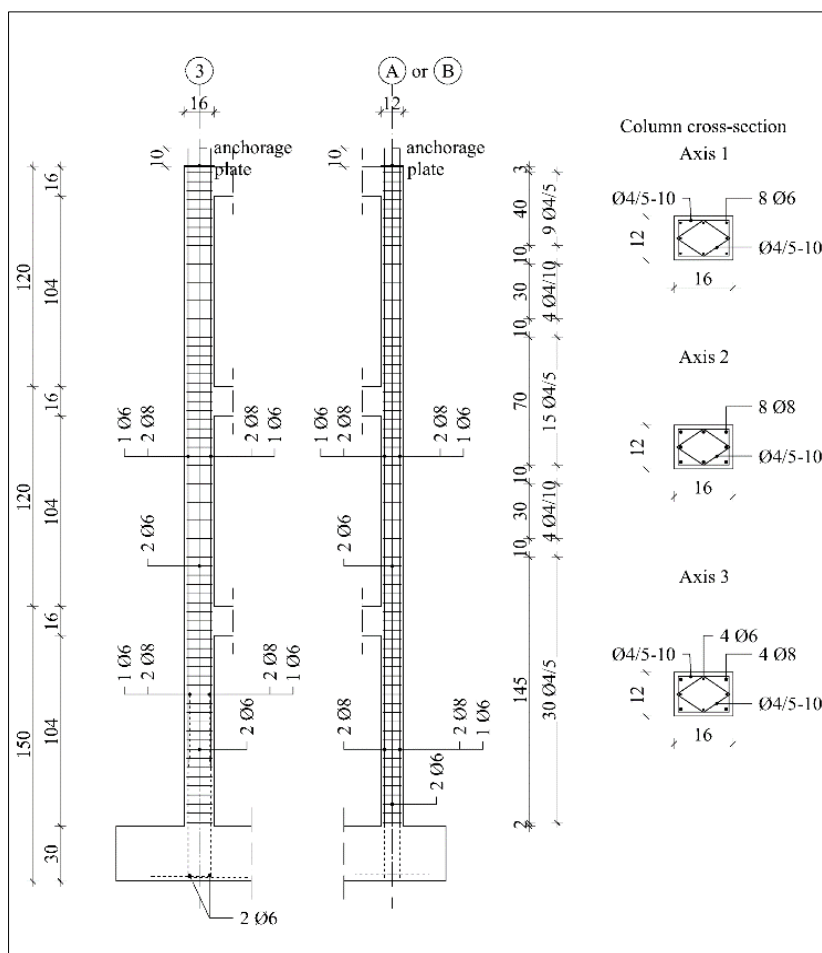 3
A or B
16
12
anchorage
plate
10
anchorage
plate
10
16
120
104
16
120
104
16
150
104
30
1 Ø6
2 Ø8
2 Ø8
1 Ø6
2 Ø6
1 Ø6
2 Ø8
2 Ø8
1 Ø6
2 Ø6
2 Ø6
1 Ø6
2 Ø8
2 Ø8
1 Ø6
2 Ø6
2 Ø8
2 Ø8
1 Ø6
2 Ø6
3
40
9 Ø4/5
10
30
4 Ø4/10
10
70
15 Ø4/5
10
30
4 Ø4/10
10
145
30 Ø4/5
2
Column cross-section
Axis 1
Ø4/5-10
8 Ø6
12
Ø4/5-10
16
Axis 2
8 Ø8
12
Ø4/5-10
16
Axis 3
4 Ø6
Ø4/5-10
4 Ø8
12
Ø4/5-10
16